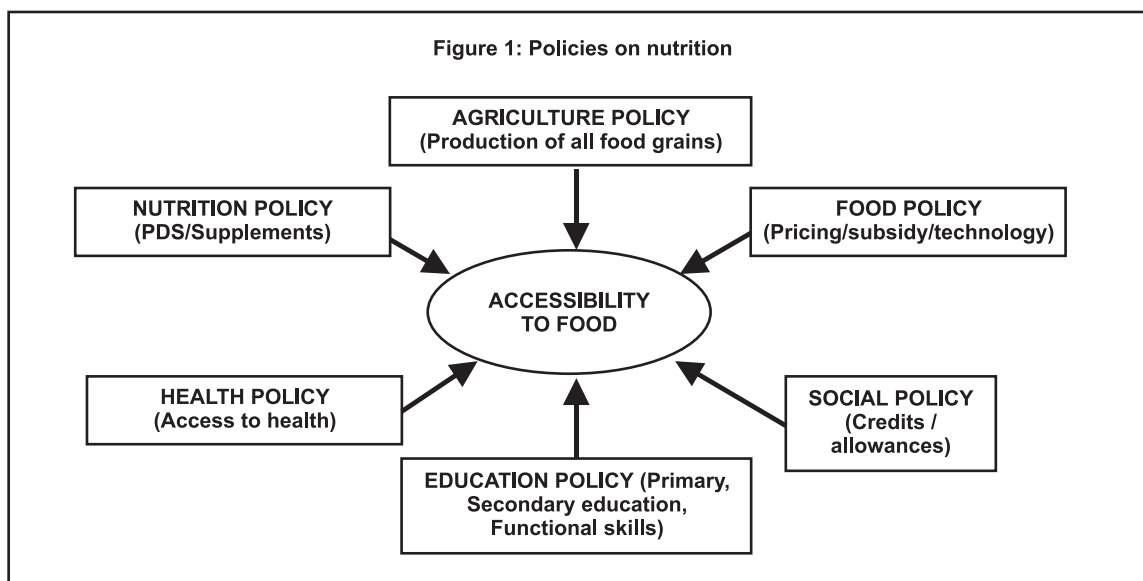 Figure 1: Policies on nutrition
AGRICULTURE POLICY
(Production of all food grains)
NUTRITION POLICY
(PDS/Supplements)
FOOD POLICY
(Pricing/subsidy/technology)
ACCESSIBILITY
TO FOOD
HEALTH POLICY
(Access to health)
SOCIAL POLICY
(Credits /
allowances)
EDUCATION POLICY (Primary,
Secondary education,
Functional skills)